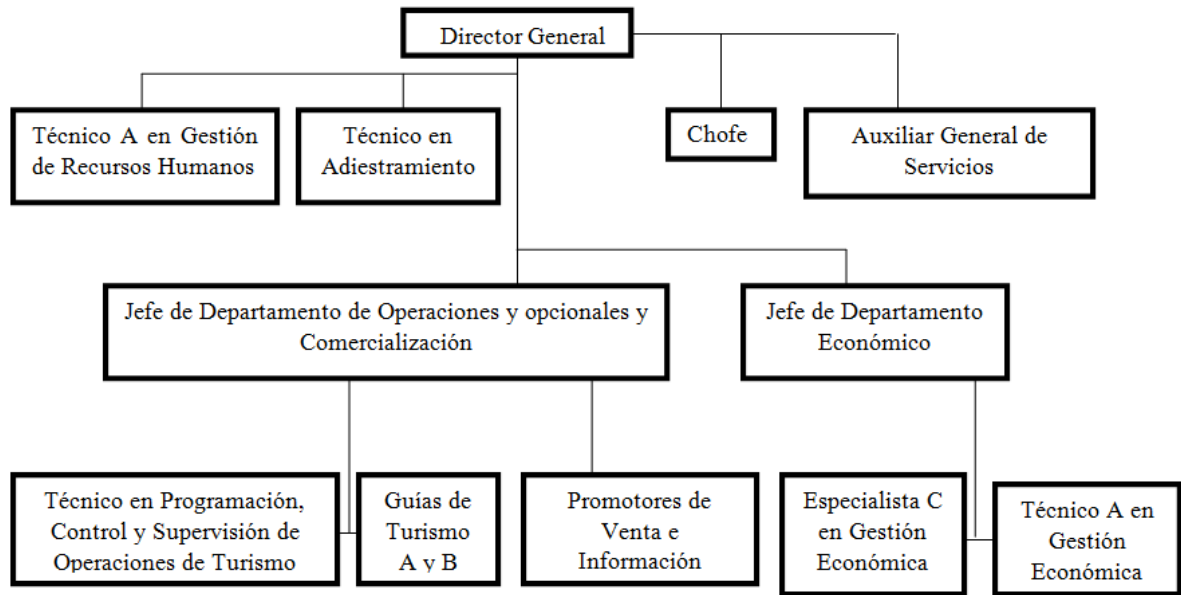 Director General
Técnico A en Gestión
de Recursos Humanos
Técnico en
Adiestramiento
Chofe
Auxiliar General de
Servicios
Jefe de Departamento de Operaciones y opcionales y
Comercialización
Jefe de Departamento
Económico
Técnico en Programación,
Control y Supervisión de
Operaciones de Turismo
Guías de
Turismo
A y B
Promotores de
Venta e
Información
Especialista C
en Gestión
Económica
Técnico A en
Gestión
Económica